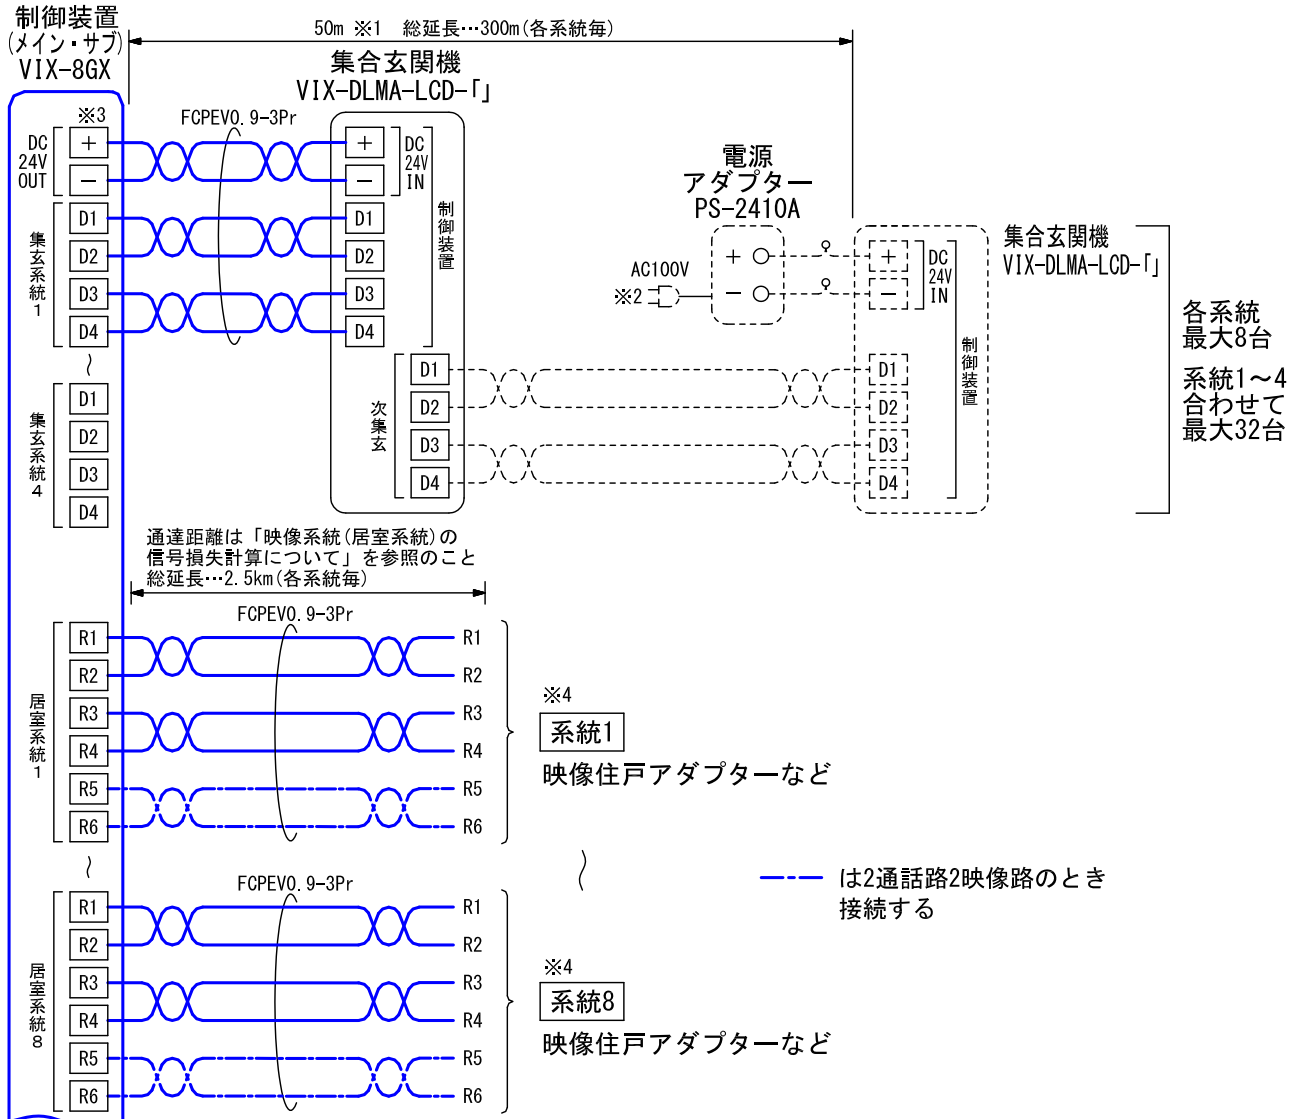 制御装置
(メイン・サブ)
VIX-8GX
50m ※1 総延長…300m(各系統毎)
集合玄関機
VIX-DLMA-LCD-「」
※3
FCPEV0.9-3Pr
DC
24V
OUT
+
−
+
−
DC
24V
IN
集玄系統1
D1
D2
D3
D4
D1
D2
D3
D4
制御装置
電源
アダプター
PS-2410A
AC100V
※2
+
−
+
−
DC
24V
IN
集合玄関機
VIX-DLMA-LCD-「」
各系統
最大8台
系統1～4
合わせて
最大32台
～
集玄系統4
D1
D2
D3
D4
次集玄
D1
D2
D3
D4
D1
D2
D3
D4
制御装置
通達距離は「映像系統(居室系統)の
信号損失計算について」を参照のこと
総延長…2.5km(各系統毎)
FCPEV0.9-3Pr
居室系統1
R1
R2
R3
R4
R5
R6
R1
R2
R3
R4
R5
R6
※4
系統1
映像住戸アダプターなど
～
～
は2通話路2映像路のとき
接続する
FCPEV0.9-3Pr
居室系統8
R1
R2
R3
R4
R5
R6
R1
R2
R3
R4
R5
R6
※4
系統8
映像住戸アダプターなど